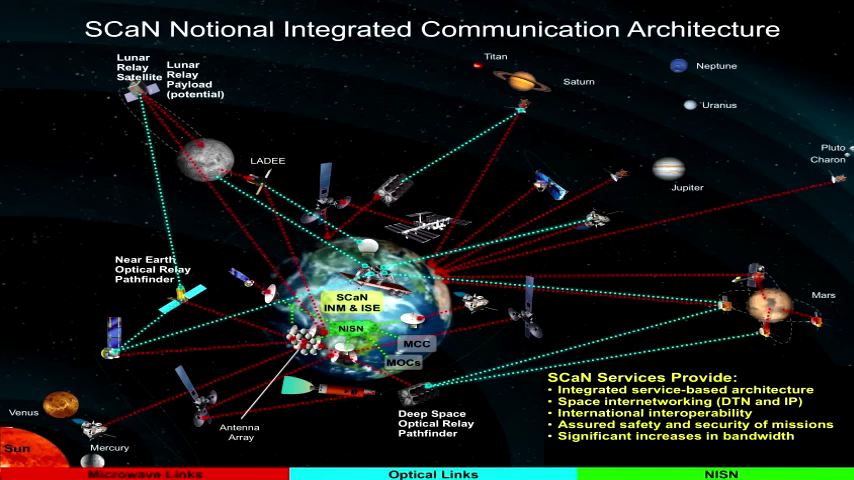 SCaN Notional Integrated Communication Architecture
Lunar
Relay
Satellite
Lunar
Relay
Payload
(potential)
Titan
Saturn
Neptune
Uranus
Pluto
Charon
LADEE
Jupiter
Near Earth
Optical Relay
Pathfinder
SCaN
INM & ISE
NISN
MCC
MOCs
Mars
SCaN Services Provide:
• Integrated service-based architecture
• Space internetworking (DTN and IP)
• International interoperability
• Assured safety and security of missions
• Significant increases in bandwidth
Venus
Antenna
Array
Deep Space
Optical Relay
Pathfinder
Sun
Mercury
Microwave Links
Optical Links
NISN